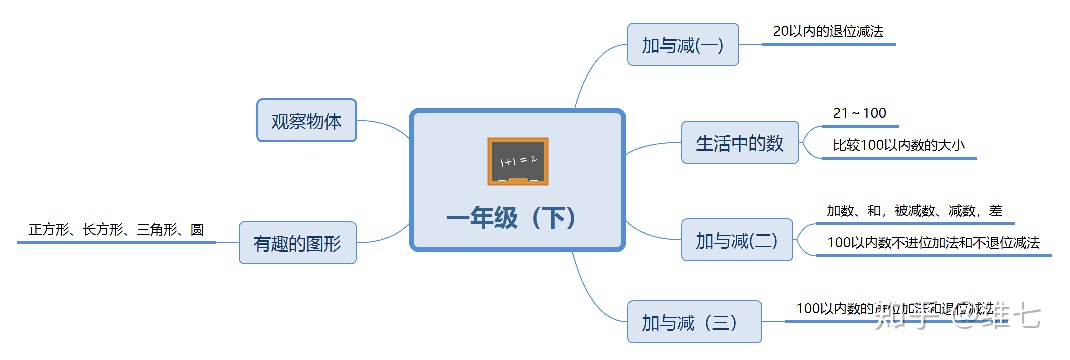 加与减(一)
20以内的退位减法
观察物体
生活中的数
21～100
比较100以内数的大小
1+1=2
一年级（下）
正方形、长方形、三角形、圆
有趣的图形
加与减(二)
加数、和，被减数、减数，差
100以内数不进位加法和不退位减法
加与减（三）
100以内数的进位加法和退位减法
知乎 @维七